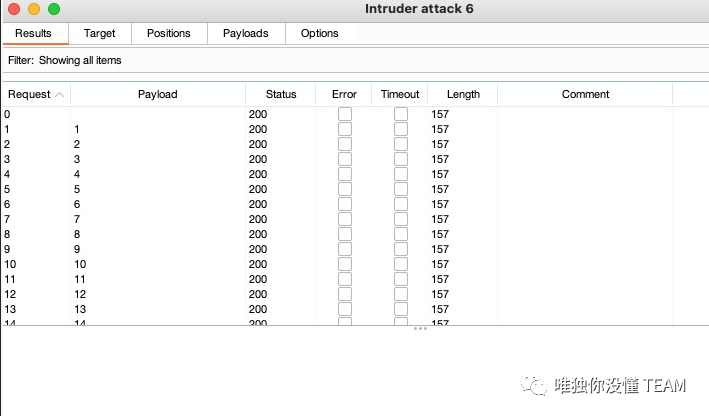 Intruder attack 6
Results Target Positions Payloads Options
Filter: Showing all items
Request Payload Status Error Timeout Length Comment
0 200 157
1 1 200 157
2 2 200 157
3 3 200 157
4 4 200 157
5 5 200 157
6 6 200 157
7 7 200 157
8 8 200 157
9 9 200 157
10 10 200 157
11 11 200 157
12 12 200 157
13 13 200 157
14 14 200 157
唯独你没懂 TEAM